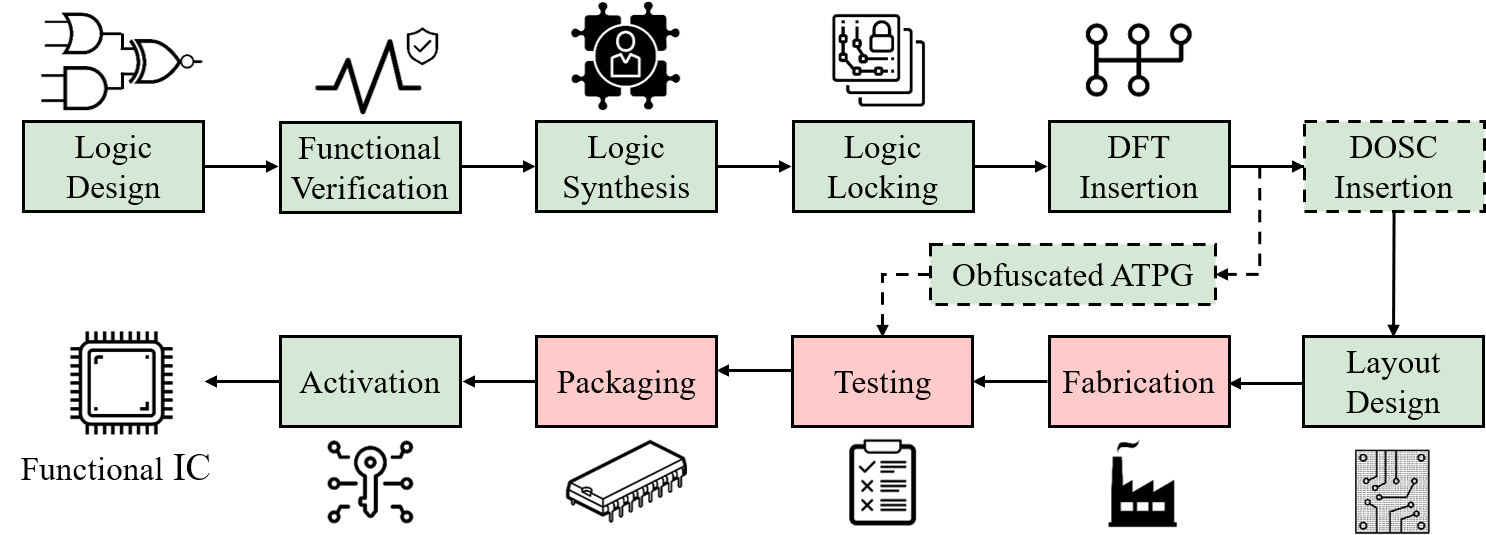 Logic
Design
Functional
Verification
Logic
Synthesis
Logic
Locking
DFT
Insertion
DOSC
Insertion
Obfuscated ATPG
Functional IC
Activation
Packaging
Testing
Fabrication
Layout
Design